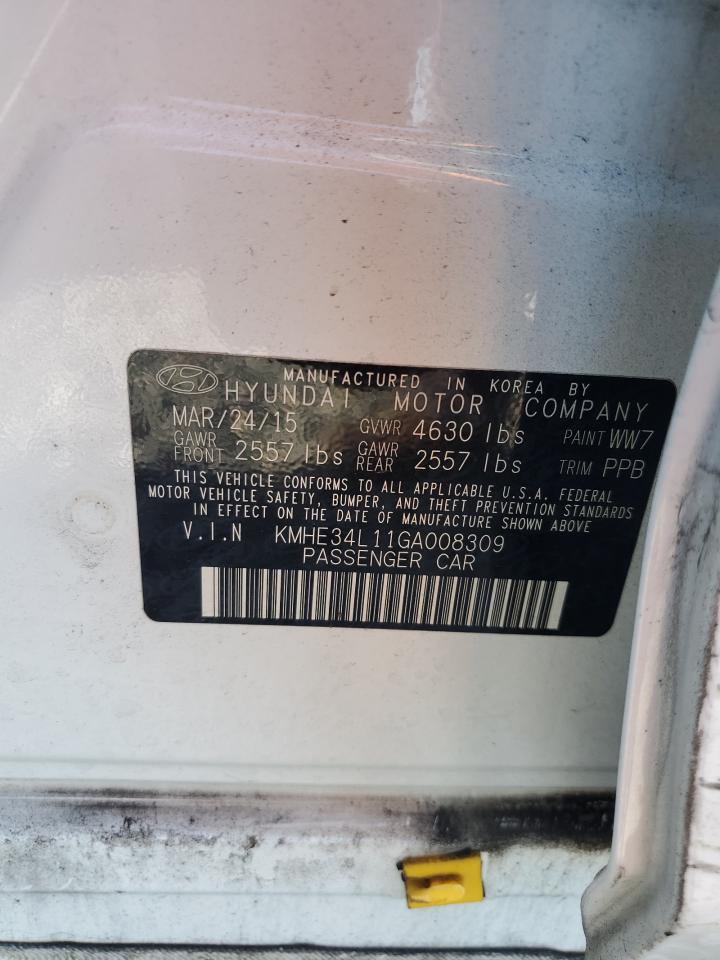 MANUFACTURED IN KOREA BY
HYUNDAI MOTOR COMPANY
MAR/24/15 GVWR 4630 lbs PAINT WW7
GAWR FRONT 2557 lbs GAWR REAR 2557 lbs TRIM PPB
THIS VEHICLE CONFORMS TO ALL APPLICABLE U.S.A. FEDERAL
MOTOR VEHICLE SAFETY, BUMPER, AND THEFT PREVENTION STANDARDS
IN EFFECT ON THE DATE OF MANUFACTURE SHOWN ABOVE
V.I.N KMHE34L11GA008309
PASSENGER CAR